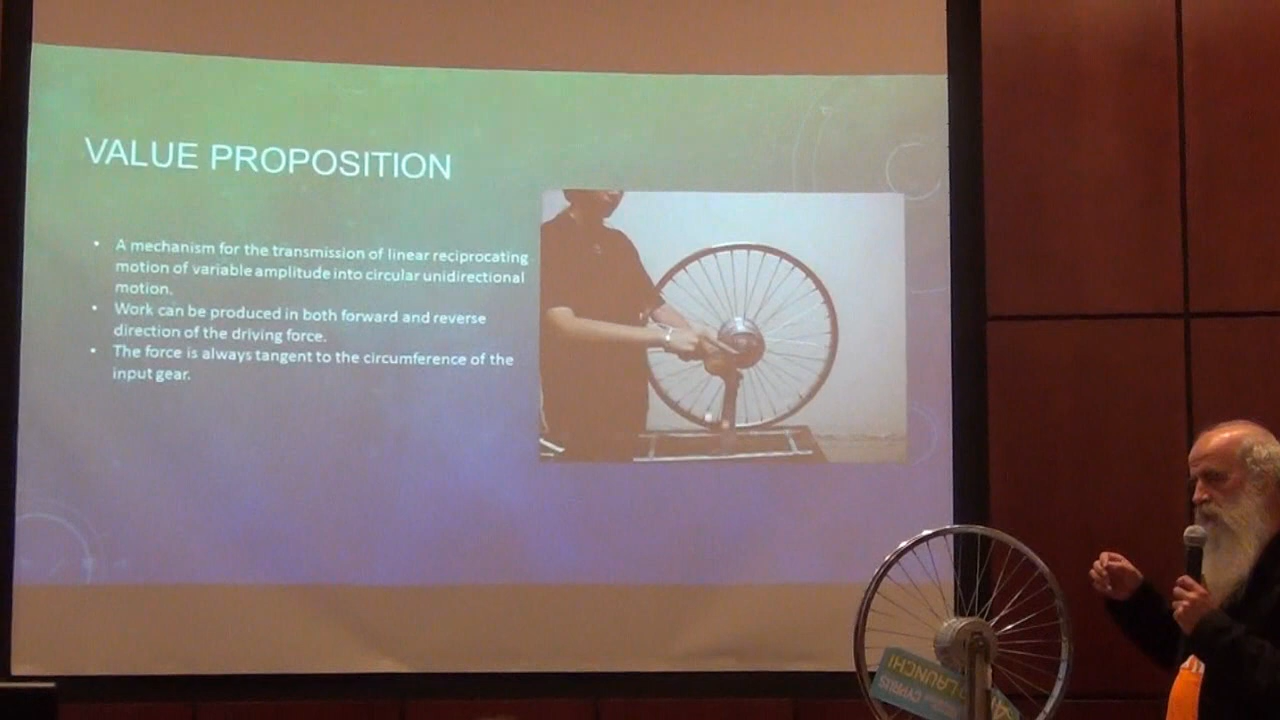 VALUE PROPOSITION
• A mechanism for the transmission of linear reciprocating
motion of variable amplitude into circular unidirectional
motion.
• Work can be produced in both forward and reverse
direction of the driving force.
• The force is always tangent to the circumference of the
input gear.
LAUNCH!
CYPRUS